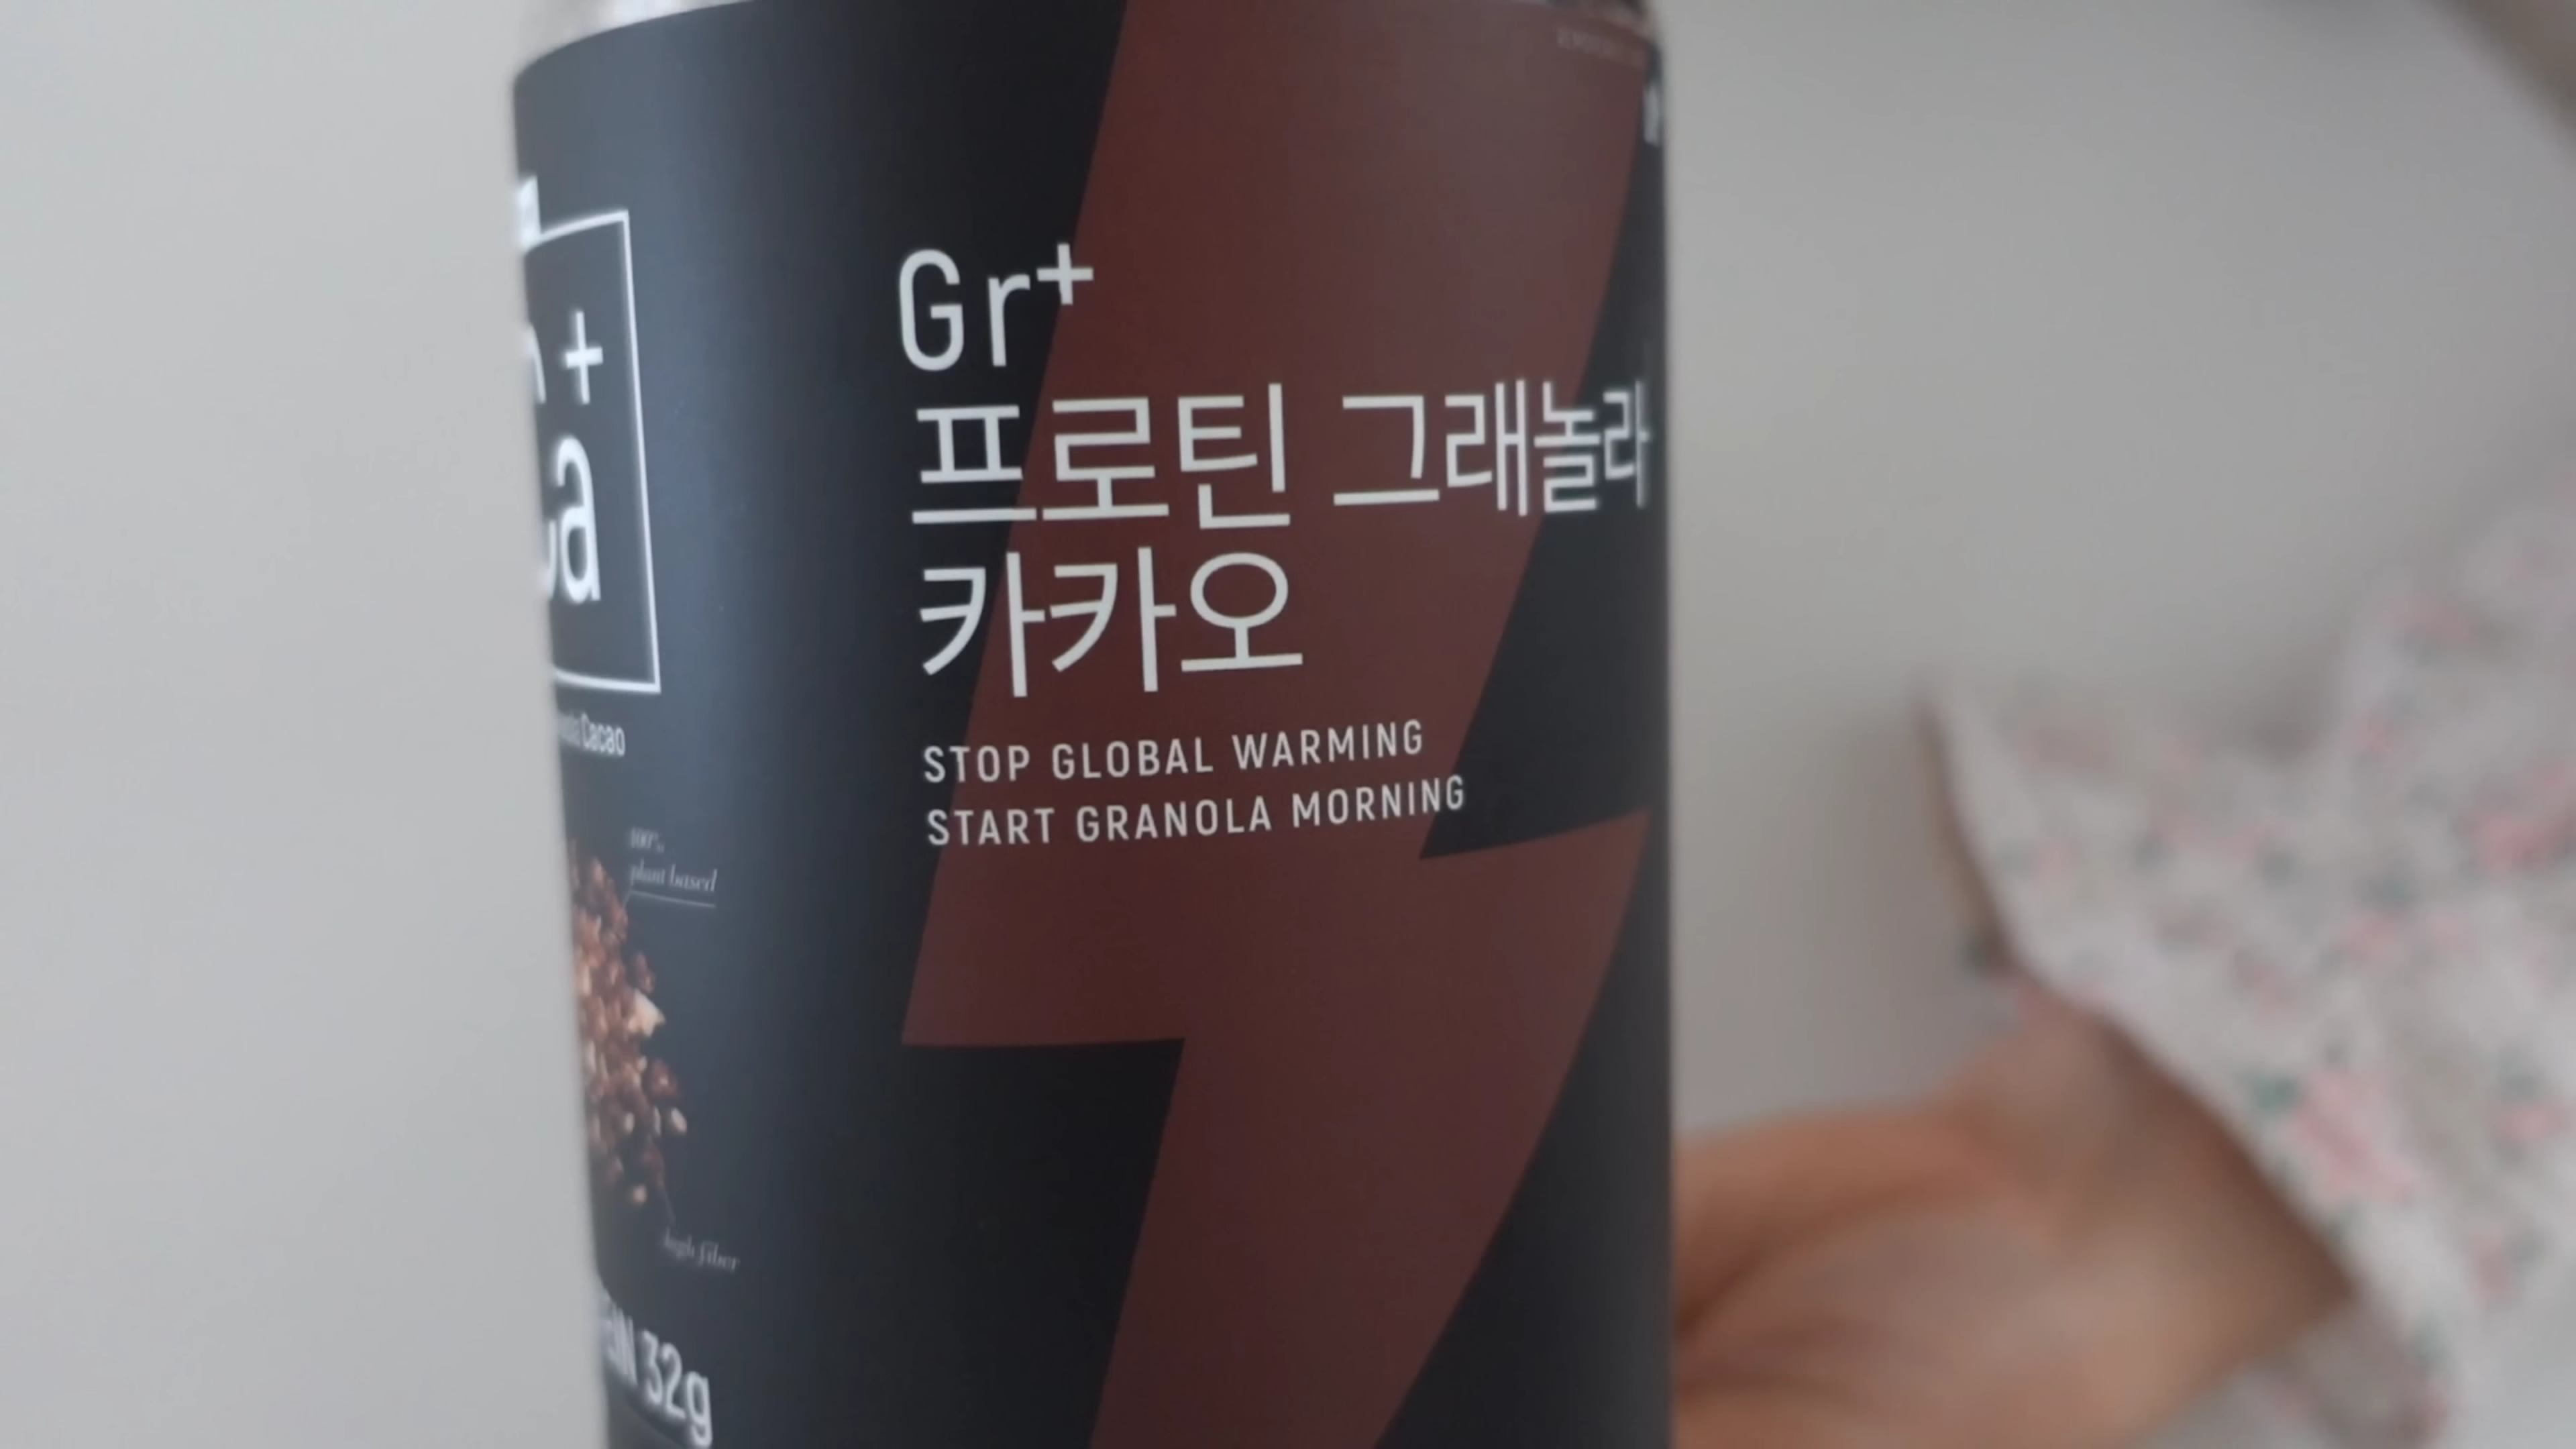 Gr⁺
프로틴 그래놀라
카카오
STOP GLOBAL WARMING
START GRANOLA MORNING
+
a
Cacao
100%
plant based
high fiber
32g